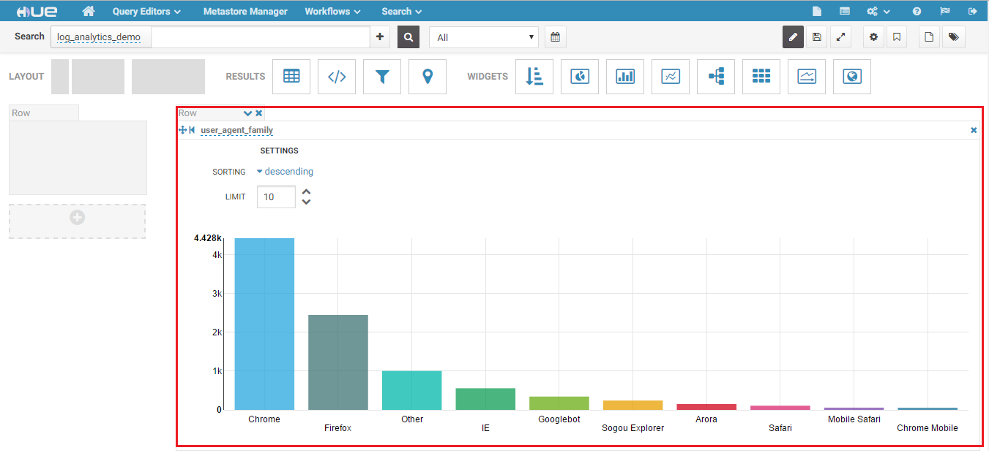 HUE Query Editors Metastore Manager Workflows Search
Search log_analytics_demo All
LAYOUT RESULTS WIDGETS
Row
Row
user_agent_family
SETTINGS
SORTING descending
LIMIT 10
4.428k
4k
3k
2k
1k
0
Chrome Firefox Other IE Googlebot Sogou Explorer Arora Safari Mobile Safari Chrome Mobile